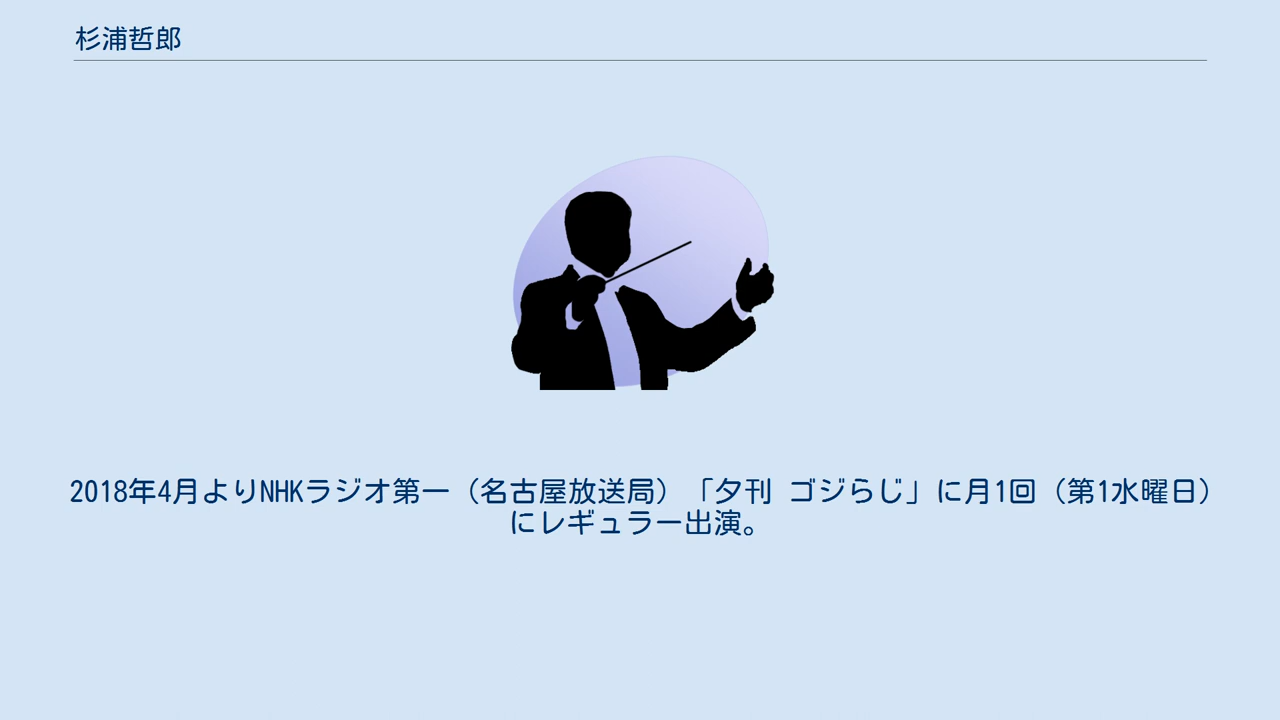 杉浦哲郎
2018年4月よりNHKラジオ第一（名古屋放送局）「夕刊 ゴジらじ」に月1回（第1水曜日）
にレギュラー出演。